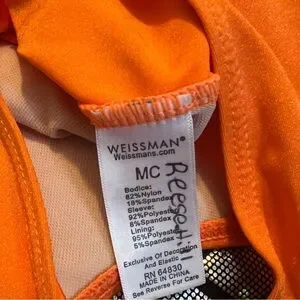 WEISSMAN®
Weissmans.com
MC
Bodice:
82%Nylon
18%Spandex
Sleeve:
92%Polyester
8%Spandex
Lining:
95%Polyester
5%Spandex
Exclusive Of Decoration
And Elastic
RN 64830
MADE IN CHINA
See Reverse For Care